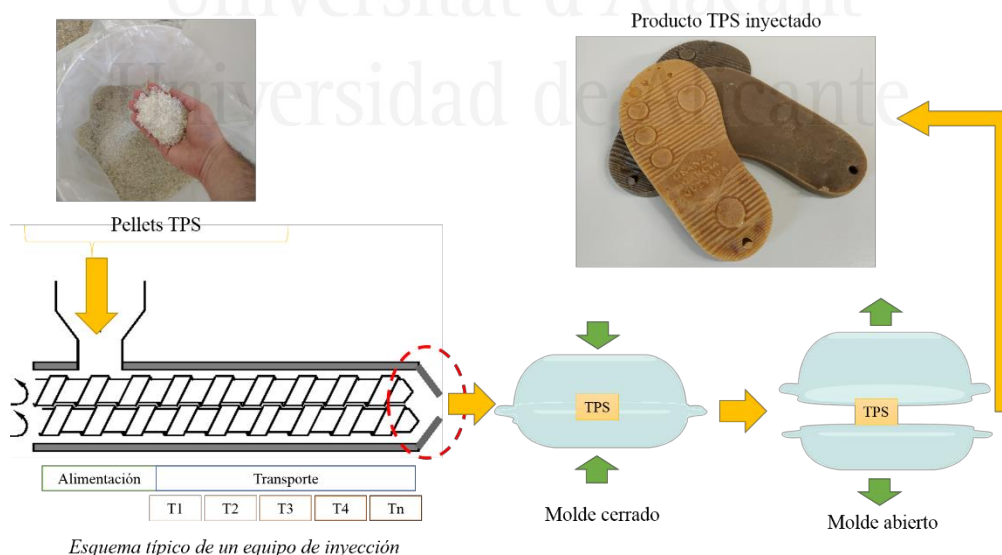 Universitat d'Alacant
Universidad de Alicante
Producto TPS inyectado
Pellets TPS
TPS
TPS
Alimentación
Transporte
T1
T2
T3
T4
Tn
Molde cerrado
Molde abierto
Esquema típico de un equipo de inyección